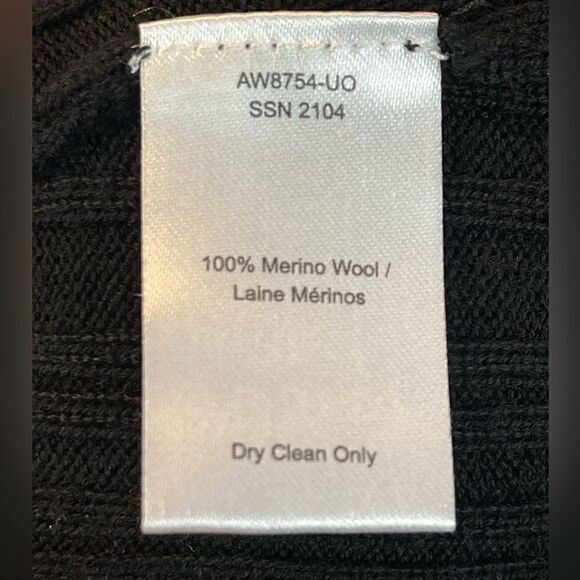 AW8754-UO
SSN 2104
100% Merino Wool /
Laine Mérinos
Dry Clean Only